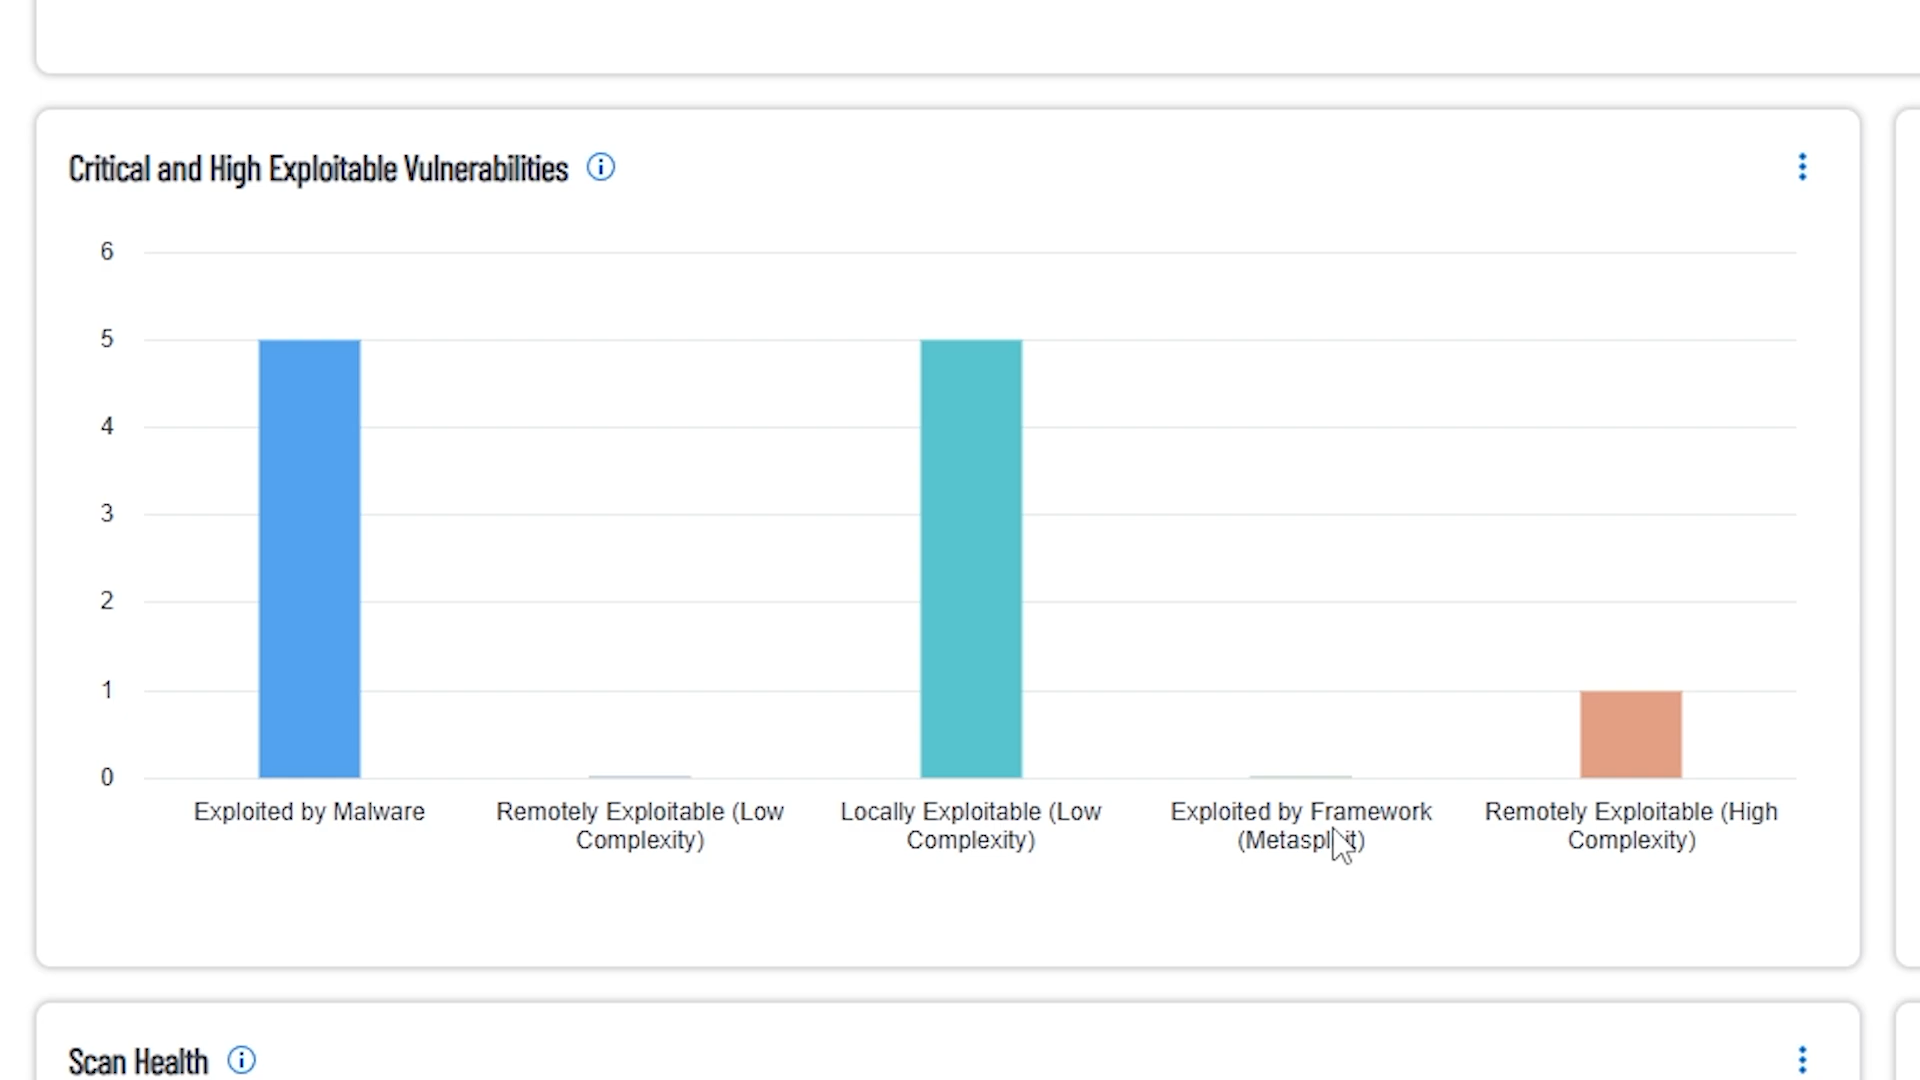 Critical and High Exploitable Vulnerabilities
6
5
4
3
2
1
0
Exploited by Malware
Remotely Exploitable (Low
Complexity)
Locally Exploitable (Low
Complexity)
Exploited by Framework
(Metasploit)
Remotely Exploitable (High
Complexity)
Scan Health